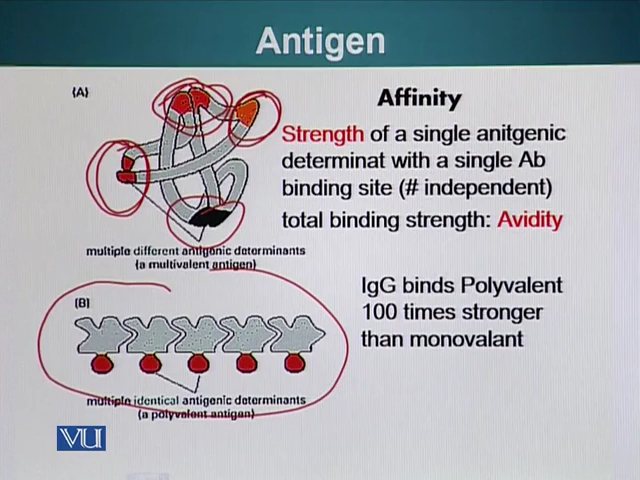 Antigen
(A)
Affinity
Strength of a single anitgenic
determinat with a single Ab
binding site (# independent)
total binding strength: Avidity
multiple different antigenic determinants
(a multivalent antigen)
(B)
IgG binds Polyvalent
100 times stronger
than monovalant
multiple identical antigenic determinants
(a polyvalent antigen)
VU